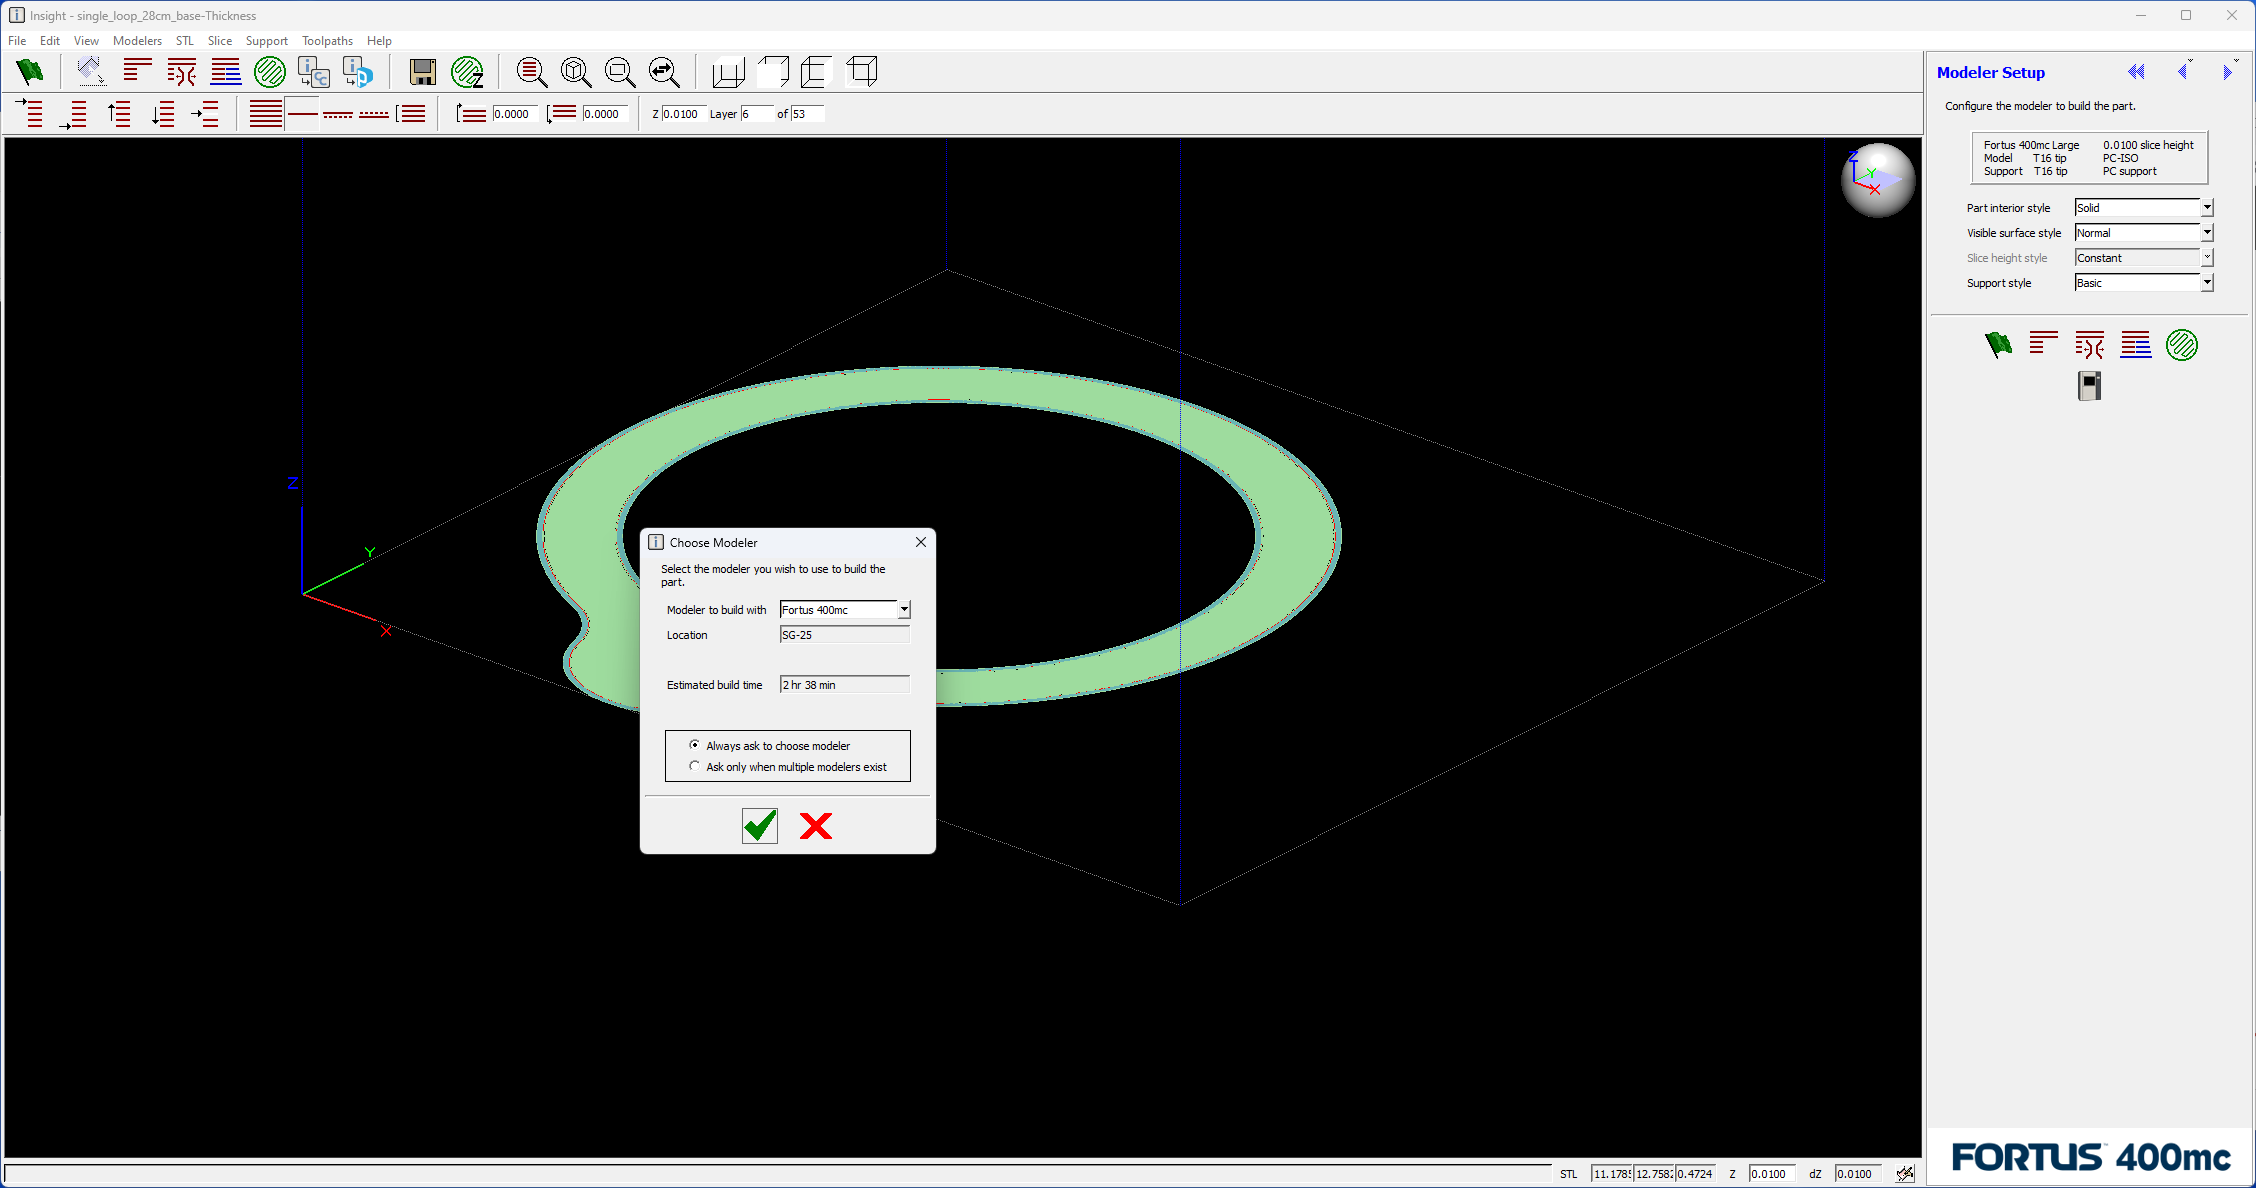 Insight - single_loop_28cm_base-Thickness
File Edit View Modelers STL Slice Support Toolpaths Help
0.0000 0.0000 Z 0.0100 Layer 6 of 53
Modeler Setup
Configure the modeler to build the part.
Fortus 400mc Large 0.0100 slice height
Model T16 tip PC-ISO
Support T16 tip PC support
Part interior style Solid
Visible surface style Normal
Slice height style Constant
Support style Basic
Z
Y
X
Z
Y
X
Choose Modeler
Select the modeler you wish to use to build the
part.
Modeler to build with Fortus 400mc
Location SG-25
Estimated build time 2 hr 38 min
Always ask to choose modeler
Ask only when multiple modelers exist
STL 12.758 0.4724 Z 0.0100 dZ 0.0100
FORTUS 400mc